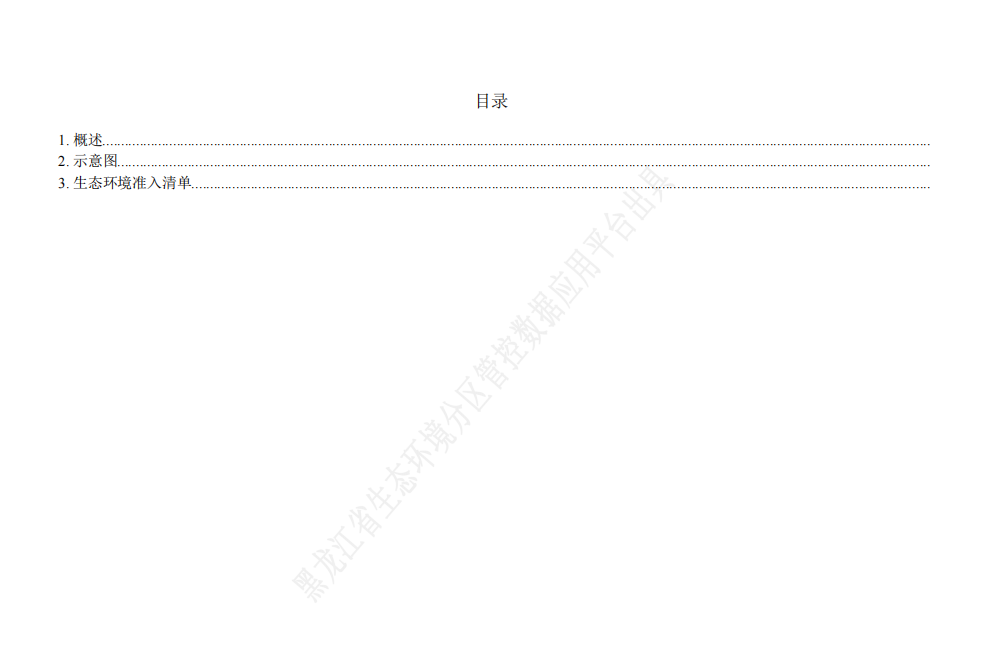 目录
1. 概述................................................................................................................................
2. 示意图................................................................................................................................
3. 生态环境准入清单................................................................................................................................
黑龙江省生态环境分区管控数据应用平台出具